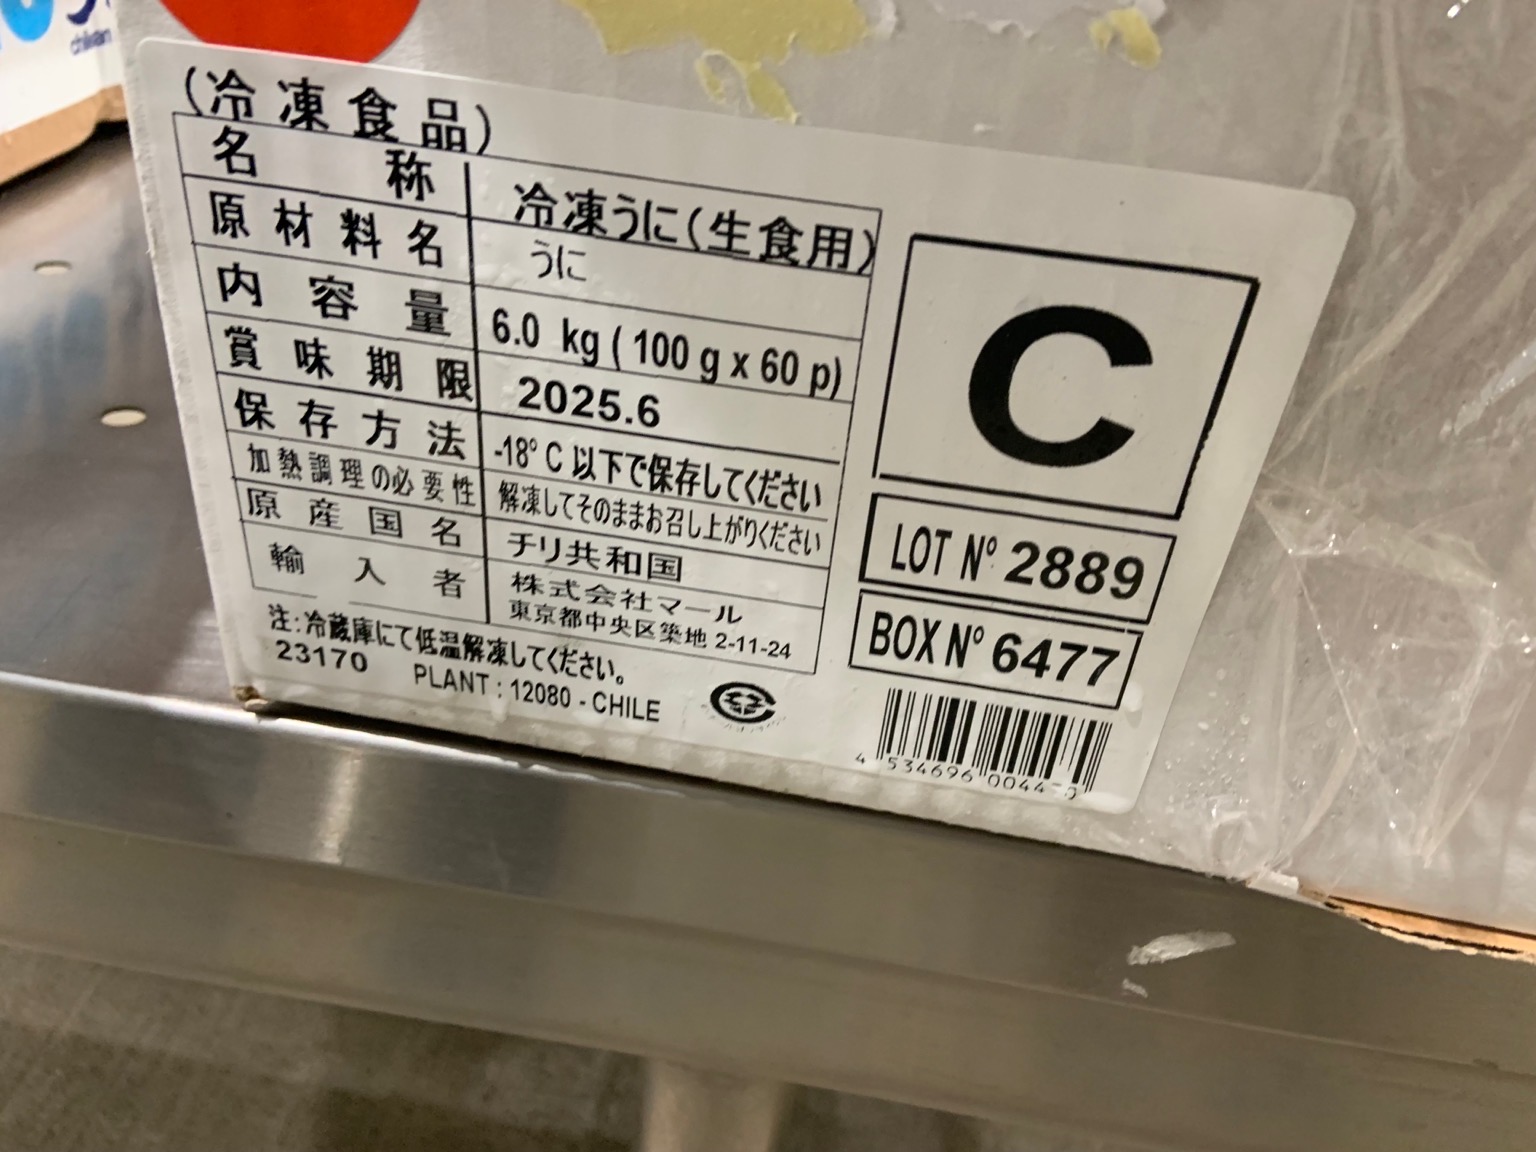 (冷凍食品)
名称 冷凍うに(生食用)
原材料名 うに
内容量 6.0 kg ( 100 g x 60 p)
賞味期限 2025.6
保存方法 -18° C 以下で保存してください
加熱調理の必要性 解凍してそのままお召し上がりください
原産国名 チリ共和国
輸入者 株式会社マール
東京都中央区築地 2-11-24
注:冷蔵庫にて低温解凍してください。
23170 PLANT : 12080 - CHILE
C
LOT N° 2889
BOX N° 6477
4 534696 0044